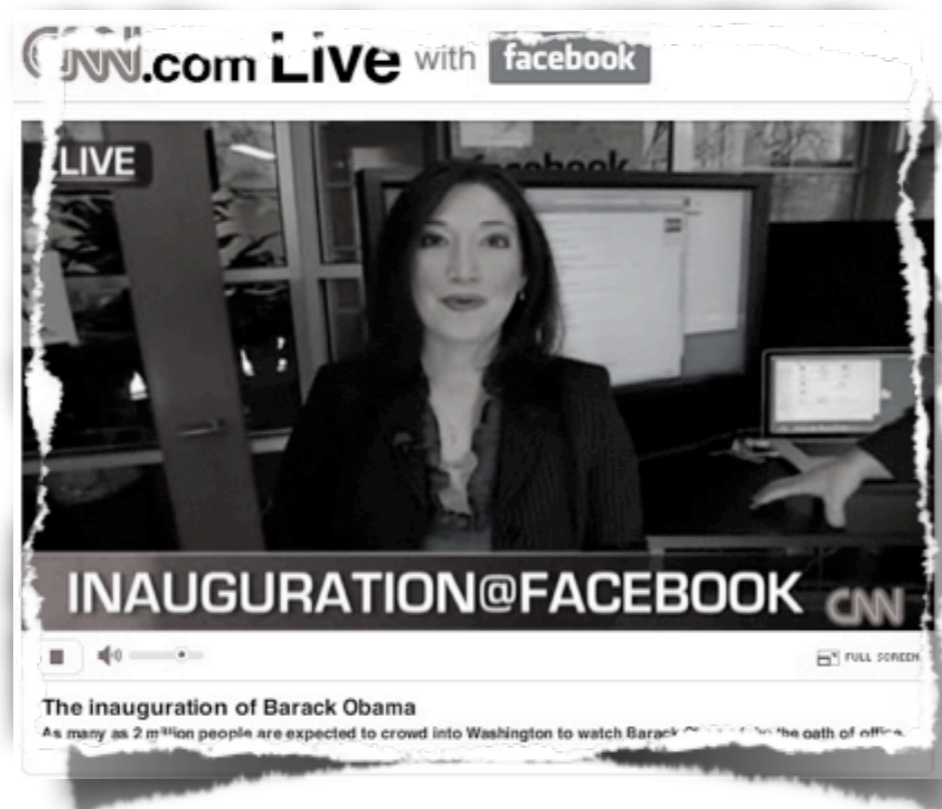 CNN.com Live with facebook
LIVE
facebook
INAUGURATION@FACEBOOK CNN
FULL SCREEN
The inauguration of Barack Obama
As many as 2 million people are expected to crowd into Washington to watch Barack the oath of office.